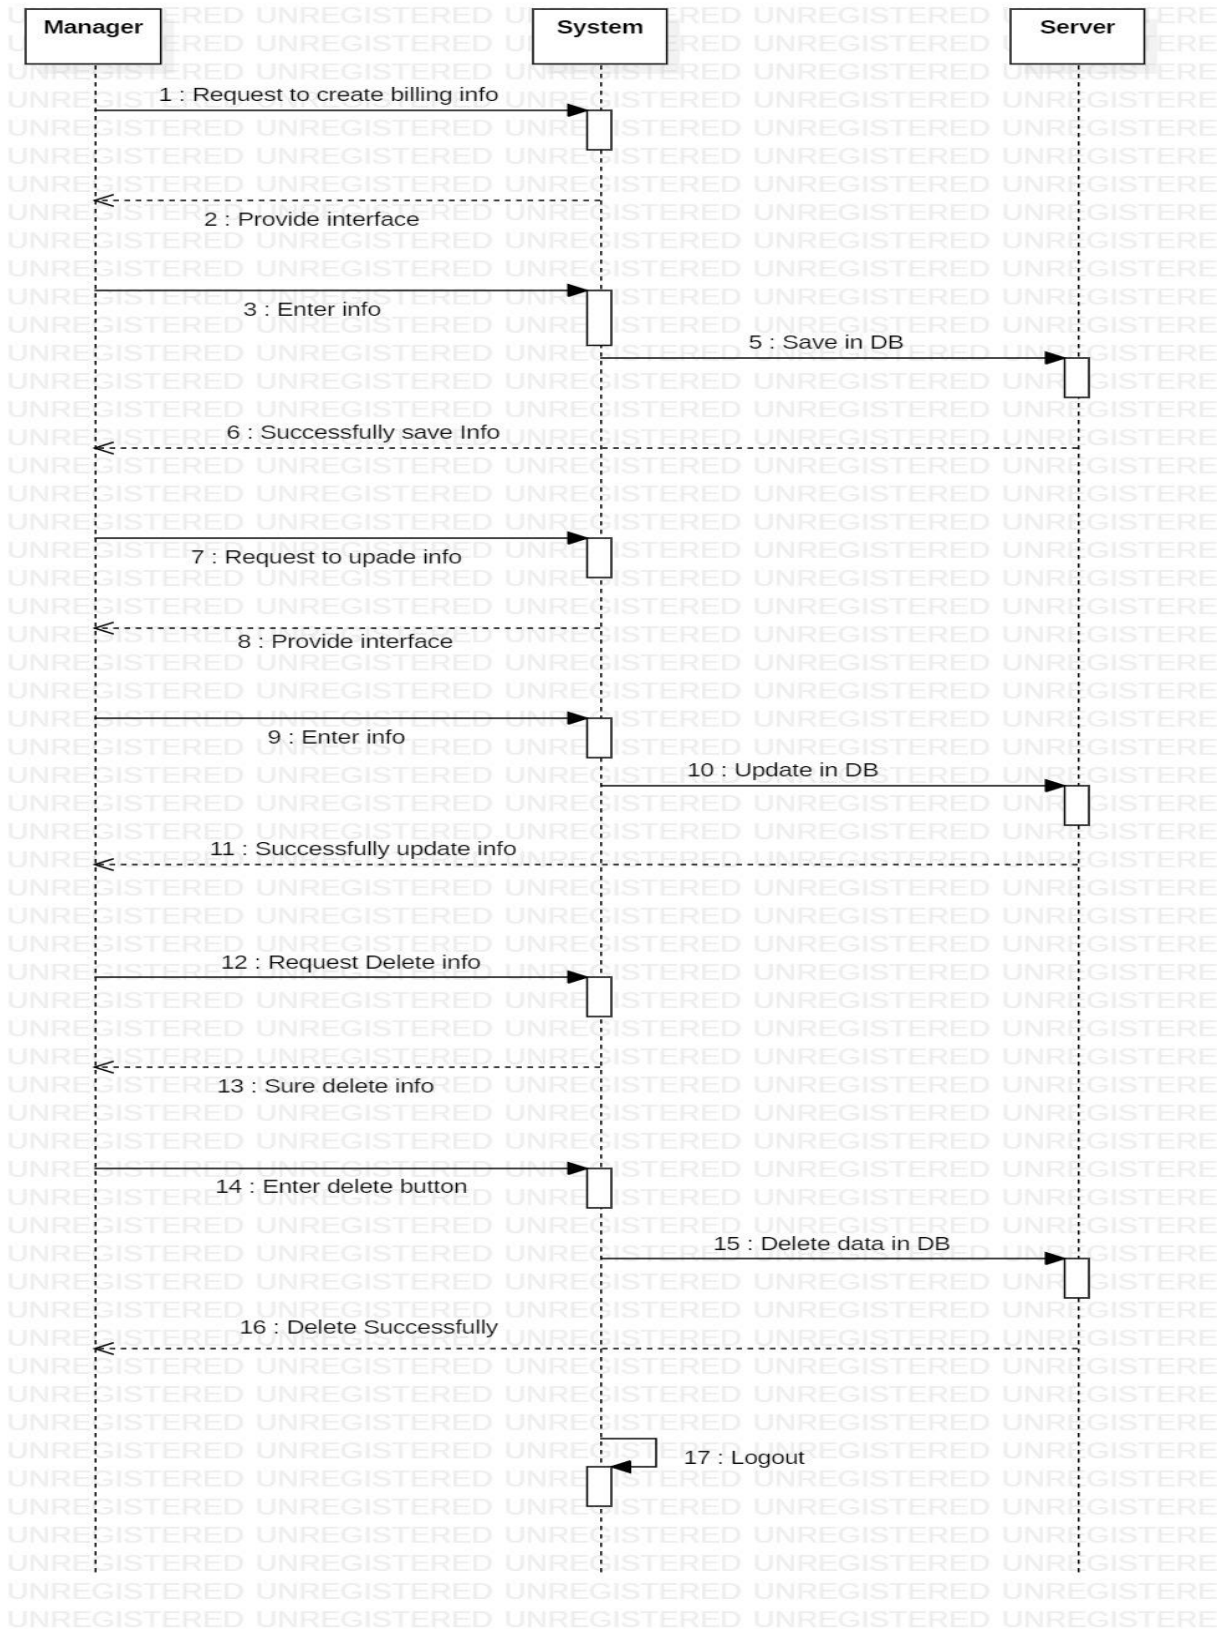 Manager
System
Server
1 : Request to create billing info
2 : Provide interface
3 : Enter info
5 : Save in DB
6 : Successfully save Info
7 : Request to upade info
8 : Provide interface
9 : Enter info
10 : Update in DB
11 : Successfully update info
12 : Request Delete info
13 : Sure delete info
14 : Enter delete button
15 : Delete data in DB
16 : Delete Successfully
17 : Logout
UNREGISTERED